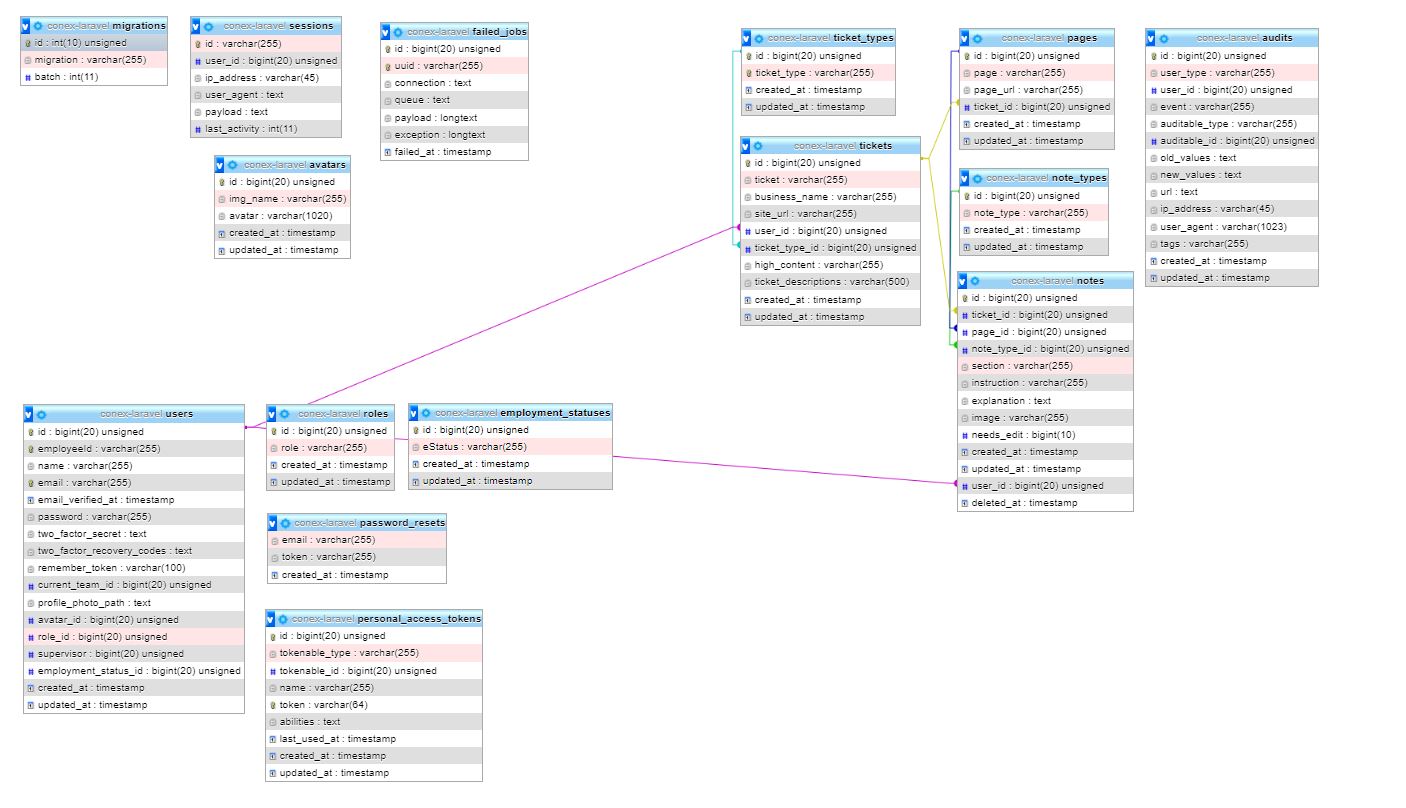 conex-laravel migrations
id : int(10) unsigned
migration : varchar(255)
batch : int(11)
conex-laravel sessions
id : varchar(255)
user_id : bigint(20) unsigned
ip_address : varchar(45)
user_agent : text
payload : text
last_activity : int(11)
conex-laravel failed_jobs
id : bigint(20) unsigned
uuid : varchar(255)
connection : text
queue : text
payload : longtext
exception : longtext
failed_at : timestamp
conex-laravel avatars
id : bigint(20) unsigned
img_name : varchar(255)
avatar : varchar(1020)
created_at : timestamp
updated_at : timestamp
conex-laravel ticket_types
id : bigint(20) unsigned
ticket_type : varchar(255)
created_at : timestamp
updated_at : timestamp
conex-laravel tickets
id : bigint(20) unsigned
ticket : varchar(255)
business_name : varchar(255)
site_url : varchar(255)
user_id : bigint(20) unsigned
ticket_type_id : bigint(20) unsigned
high_content : varchar(255)
ticket_descriptions : varchar(500)
created_at : timestamp
updated_at : timestamp
conex-laravel pages
id : bigint(20) unsigned
page : varchar(255)
page_url : varchar(255)
ticket_id : bigint(20) unsigned
created_at : timestamp
updated_at : timestamp
conex-laravel note_types
id : bigint(20) unsigned
note_type : varchar(255)
created_at : timestamp
updated_at : timestamp
conex-laravel notes
id : bigint(20) unsigned
ticket_id : bigint(20) unsigned
page_id : bigint(20) unsigned
note_type_id : bigint(20) unsigned
section : varchar(255)
instruction : varchar(255)
explanation : text
image : varchar(255)
needs_edit : bigint(10)
created_at : timestamp
updated_at : timestamp
user_id : bigint(20) unsigned
deleted_at : timestamp
conex-laravel audits
id : bigint(20) unsigned
user_type : varchar(255)
user_id : bigint(20) unsigned
event : varchar(255)
auditable_type : varchar(255)
auditable_id : bigint(20) unsigned
old_values : text
new_values : text
url : text
ip_address : varchar(45)
user_agent : varchar(1023)
tags : varchar(255)
created_at : timestamp
updated_at : timestamp
conex-laravel users
id : bigint(20) unsigned
employeeId : varchar(255)
name : varchar(255)
email : varchar(255)
email_verified_at : timestamp
password : varchar(255)
two_factor_secret : text
two_factor_recovery_codes : text
remember_token : varchar(100)
current_team_id : bigint(20) unsigned
profile_photo_path : text
avatar_id : bigint(20) unsigned
role_id : bigint(20) unsigned
supervisor : bigint(20) unsigned
employment_status_id : bigint(20) unsigned
created_at : timestamp
updated_at : timestamp
conex-laravel roles
id : bigint(20) unsigned
role : varchar(255)
created_at : timestamp
updated_at : timestamp
conex-laravel employment_statuses
id : bigint(20) unsigned
eStatus : varchar(255)
created_at : timestamp
updated_at : timestamp
conex-laravel password_resets
email : varchar(255)
token : varchar(255)
created_at : timestamp
conex-laravel personal_access_tokens
id : bigint(20) unsigned
tokenable_type : varchar(255)
tokenable_id : bigint(20) unsigned
name : varchar(255)
token : varchar(64)
abilities : text
last_used_at : timestamp
created_at : timestamp
updated_at : timestamp